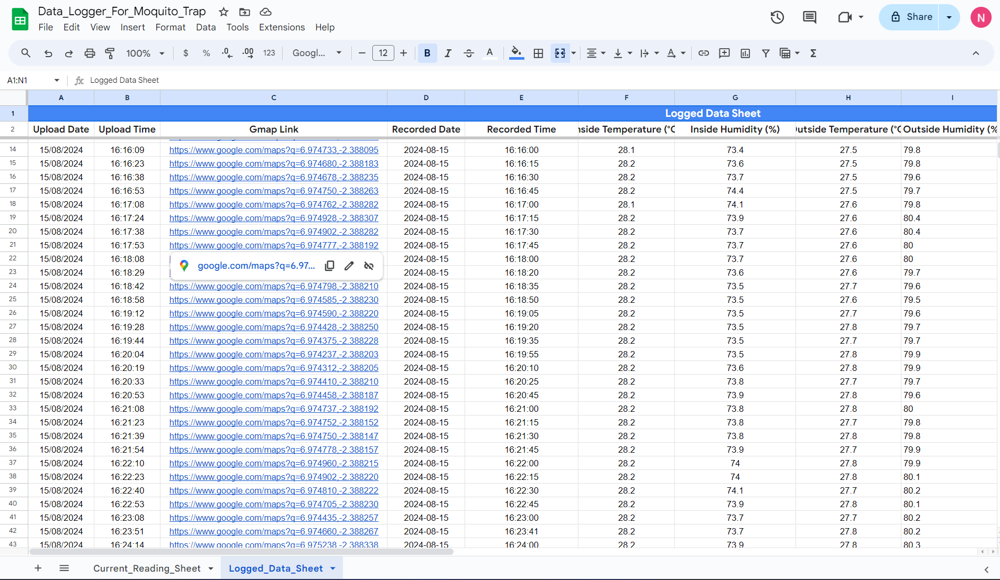 Data_Logger_For_Moquito_Trap
File Edit View Insert Format Data Tools Extensions Help
Share
N
100% $ % .0 .00 123 Googl... 12 B I A
A1:N1 fx Logged Data Sheet
A B C D E F G H I
1 Logged Data Sheet
2 Upload Date Upload Time Gmap Link Recorded Date Recorded Time nside Temperature (°C Inside Humidity (%) Outside Temperature (°C Outside Humidity (%
14 15/08/2024 16:16:09 https://www.google.com/maps?q=6.974733,-2.388095 2024-08-15 16:16:00 28.1 73.4 27.5 79.8
15 15/08/2024 16:16:23 https://www.google.com/maps?q=6.974680,-2.388183 2024-08-15 16:16:15 28.2 73.6 27.5 79.8
16 15/08/2024 16:16:38 https://www.google.com/maps?q=6.974678,-2.388235 2024-08-15 16:16:30 28.2 73.7 27.5 79.6
17 15/08/2024 16:16:53 https://www.google.com/maps?q=6.974750,-2.388263 2024-08-15 16:16:45 28.2 74.4 27.5 79.7
18 15/08/2024 16:17:08 https://www.google.com/maps?q=6.974762,-2.388282 2024-08-15 16:17:00 28.1 74.1 27.6 79.8
19 15/08/2024 16:17:24 https://www.google.com/maps?q=6.974928,-2.388307 2024-08-15 16:17:15 28.2 73.9 27.6 80.4
20 15/08/2024 16:17:38 https://www.google.com/maps?q=6.974902,-2.388282 2024-08-15 16:17:30 28.2 73.7 27.6 80.4
21 15/08/2024 16:17:53 https://www.google.com/maps?q=6.974777,-2.388192 2024-08-15 16:17:45 28.2 73.7 27.6 80
22 15/08/2024 16:18:08 2024-08-15 16:18:00 28.2 73.7 27.6 80
google.com/maps?q=6.97...
23 15/08/2024 16:18:29 2024-08-15 16:18:20 28.2 73.6 27.6 79.7
24 15/08/2024 16:18:42 https://www.google.com/maps?q=6.974798,-2.388210 2024-08-15 16:18:35 28.2 73.5 27.7 79.6
25 15/08/2024 16:18:58 https://www.google.com/maps?q=6.974585,-2.388230 2024-08-15 16:18:50 28.2 73.5 27.6 79.5
26 15/08/2024 16:19:12 https://www.google.com/maps?q=6.974590,-2.388220 2024-08-15 16:19:05 28.2 73.5 27.7 79.6
27 15/08/2024 16:19:28 https://www.google.com/maps?q=6.974428,-2.388250 2024-08-15 16:19:20 28.2 73.5 27.8 79.7
28 15/08/2024 16:19:44 https://www.google.com/maps?q=6.974375,-2.388228 2024-08-15 16:19:35 28.2 73.5 27.7 79.7
29 15/08/2024 16:20:04 https://www.google.com/maps?q=6.974237,-2.388203 2024-08-15 16:19:55 28.2 73.5 27.8 79.9
30 15/08/2024 16:20:19 https://www.google.com/maps?q=6.974312,-2.388205 2024-08-15 16:20:10 28.2 73.6 27.8 79.9
31 15/08/2024 16:20:33 https://www.google.com/maps?q=6.974410,-2.388210 2024-08-15 16:20:25 28.2 73.8 27.7 79.7
32 15/08/2024 16:20:53 https://www.google.com/maps?q=6.974458,-2.388187 2024-08-15 16:20:45 28.2 73.9 27.8 79.6
33 15/08/2024 16:21:08 https://www.google.com/maps?q=6.974737,-2.388192 2024-08-15 16:21:00 28.2 73.8 27.8 80
34 15/08/2024 16:21:23 https://www.google.com/maps?q=6.974752,-2.388152 2024-08-15 16:21:15 28.2 73.8 27.7 79.8
35 15/08/2024 16:21:39 https://www.google.com/maps?q=6.974750,-2.388147 2024-08-15 16:21:30 28.2 73.8 27.8 79.8
36 15/08/2024 16:21:54 https://www.google.com/maps?q=6.974778,-2.388157 2024-08-15 16:21:45 28.2 73.9 27.7 79.9
37 15/08/2024 16:22:10 https://www.google.com/maps?q=6.974960,-2.388215 2024-08-15 16:22:00 28.2 74 27.8 79.9
38 15/08/2024 16:22:23 https://www.google.com/maps?q=6.974902,-2.388220 2024-08-15 16:22:15 28.2 74 27.8 80.1
39 15/08/2024 16:22:40 https://www.google.com/maps?q=6.974810,-2.388222 2024-08-15 16:22:30 28.2 74.1 27.7 80.2
40 15/08/2024 16:22:53 https://www.google.com/maps?q=6.974705,-2.388230 2024-08-15 16:22:45 28.2 73.9 27.8 80.1
41 15/08/2024 16:23:08 https://www.google.com/maps?q=6.974435,-2.388257 2024-08-15 16:23:00 28.2 73.7 27.7 80.2
42 15/08/2024 16:23:51 https://www.google.com/maps?q=6.974660,-2.388267 2024-08-15 16:23:41 28.2 73.7 27.8 80.2
43 15/08/2024 16:24:14 https://www.google.com/maps?q=6.975238,-2.388338 2024-08-15 16:24:00 28.2 73.9 27.8 80.3
Current_Reading_Sheet Logged_Data_Sheet